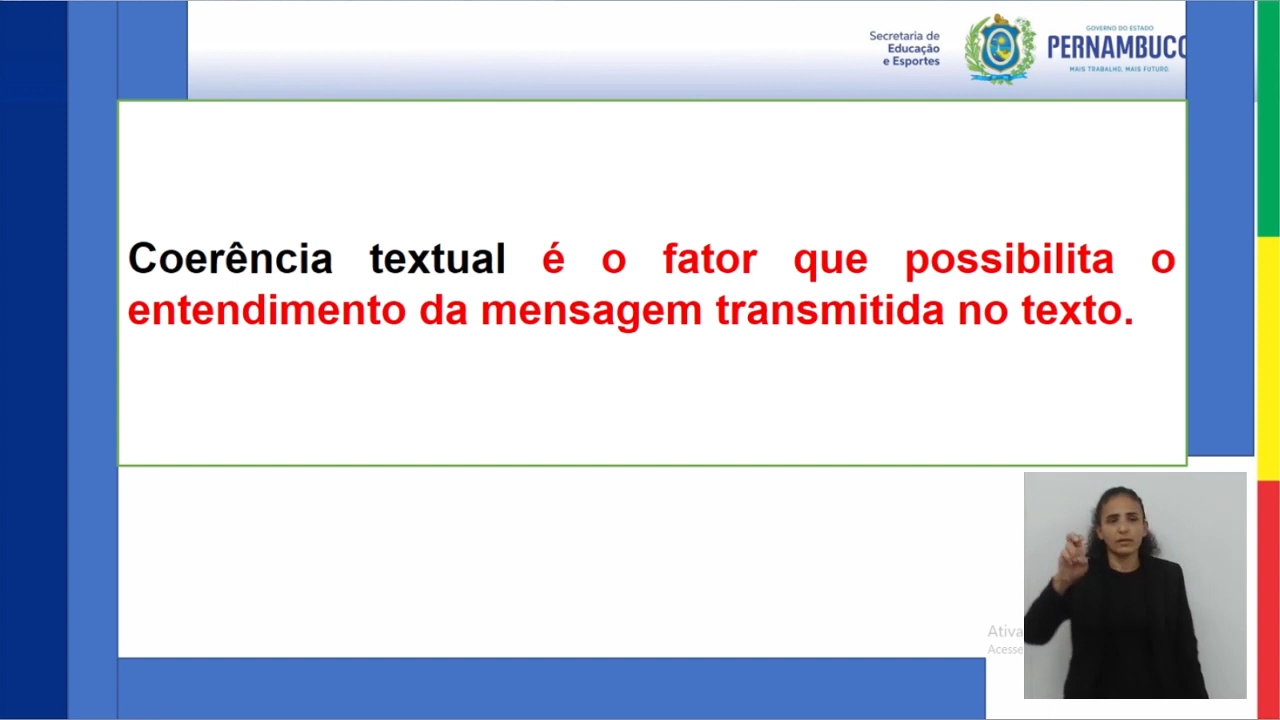 Secretaria de
Educação
e Esportes
GOVERNO DO ESTADO
PERNAMBUCO
MAIS TRABALHO, MAIS FUTURO.
Coerência textual é o fator que possibilita o
entendimento da mensagem transmitida no texto.
Ativa
Acesse